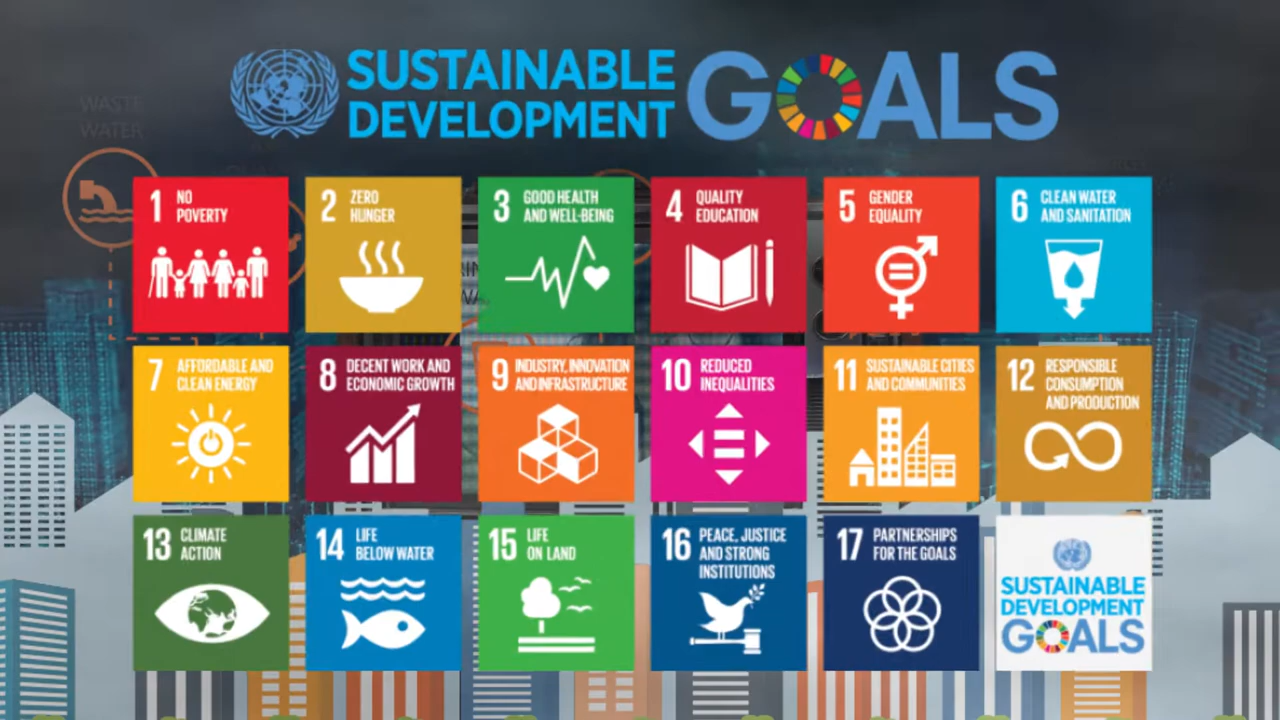 SUSTAINABLE
DEVELOPMENT
GOALS
WASTE
WATER
1 NO
POVERTY
2 ZERO
HUNGER
3 GOOD HEALTH
AND WELL-BEING
4 QUALITY
EDUCATION
5 GENDER
EQUALITY
6 CLEAN WATER
AND SANITATION
7 AFFORDABLE AND
CLEAN ENERGY
8 DECENT WORK AND
ECONOMIC GROWTH
9 INDUSTRY, INNOVATION
AND INFRASTRUCTURE
10 REDUCED
INEQUALITIES
11 SUSTAINABLE CITIES
AND COMMUNITIES
12 RESPONSIBLE
CONSUMPTION
AND PRODUCTION
13 CLIMATE
ACTION
14 LIFE
BELOW WATER
15 LIFE
ON LAND
16 PEACE, JUSTICE
AND STRONG
INSTITUTIONS
17 PARTNERSHIPS
FOR THE GOALS
SUSTAINABLE
DEVELOPMENT
GOALS